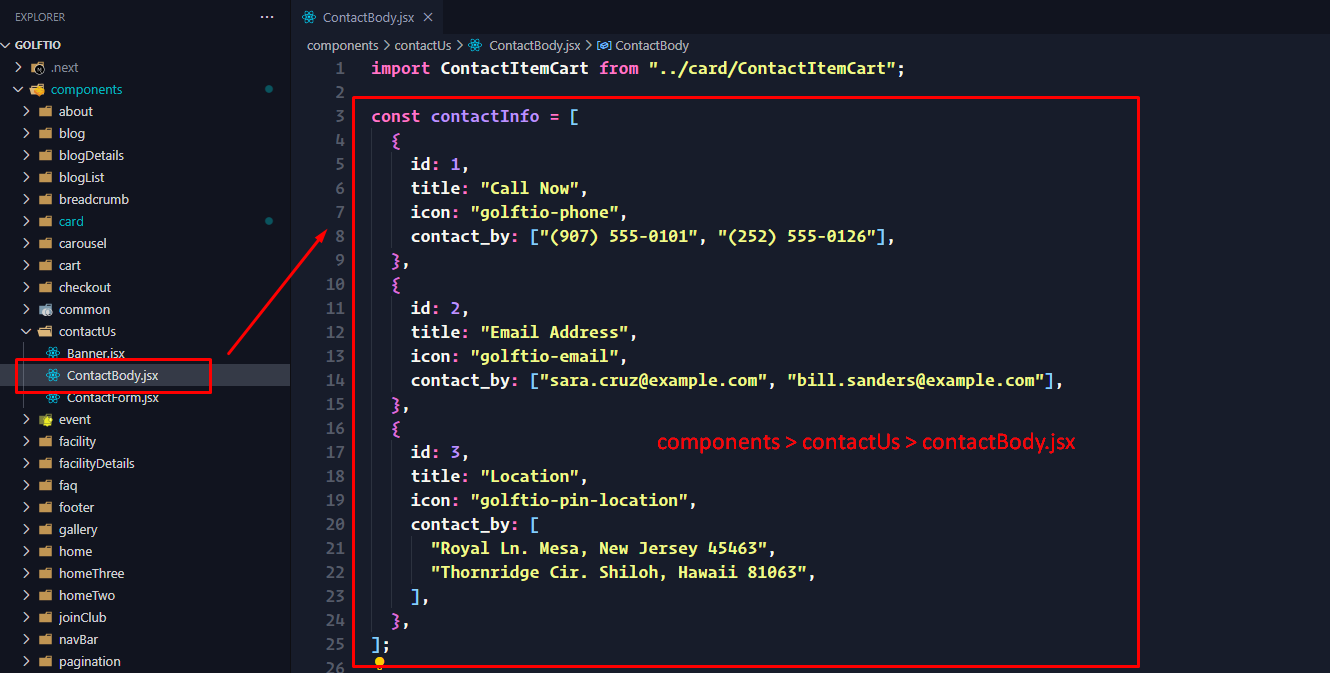 EXPLORER
GOLFTIO
.next
components
about
blog
blogDetails
blogList
breadcrumb
card
carousel
cart
checkout
common
contactUs
Banner.jsx
ContactBody.jsx
ContactForm.jsx
event
facility
facilityDetails
faq
footer
gallery
home
homeThree
homeTwo
joinClub
navBar
pagination
ContactBody.jsx
components > contactUs > ContactBody.jsx > ContactBody
1 import ContactItemCart from "../card/ContactItemCart";
2
3 const contactInfo = [
4 {
5 id: 1,
6 title: "Call Now",
7 icon: "golftio-phone",
8 contact_by: ["(907) 555-0101", "(252) 555-0126"],
9 },
10 {
11 id: 2,
12 title: "Email Address",
13 icon: "golftio-email",
14 contact_by: ["sara.cruz@example.com", "bill.sanders@example.com"],
15 },
16 {
17 id: 3,
18 title: "Location",
19 icon: "golftio-pin-location",
20 contact_by: [
21 "Royal Ln. Mesa, New Jersey 45463",
22 "Thornridge Cir. Shiloh, Hawaii 81063",
23 ],
24 },
25 ];
26
components > contactUs > contactBody.jsx